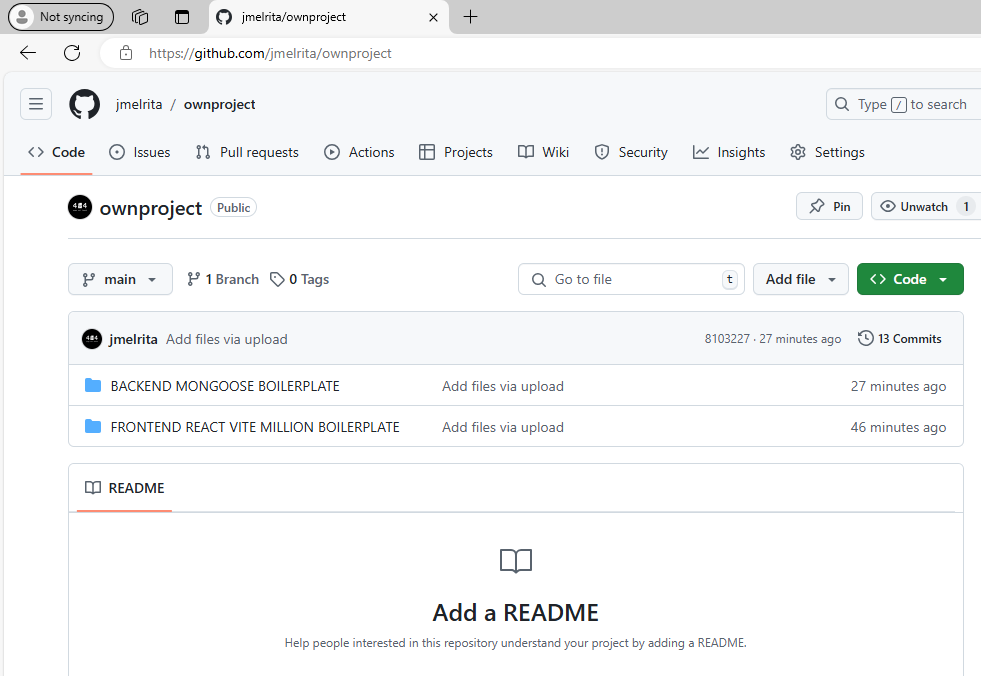 Not syncing
jmelrita/ownproject
https://github.com/jmelrita/ownproject
jmelrita / ownproject
Type / to search
Code Issues Pull requests Actions Projects Wiki Security Insights Settings
ownproject Public
Pin Unwatch 1
main 1 Branch 0 Tags Go to file t Add file Code
jmelrita Add files via upload 8103227 · 27 minutes ago 13 Commits
BACKEND MONGOOSE BOILERPLATE Add files via upload 27 minutes ago
FRONTEND REACT VITE MILLION BOILERPLATE Add files via upload 46 minutes ago
README
Add a README
Help people interested in this repository understand your project by adding a README.